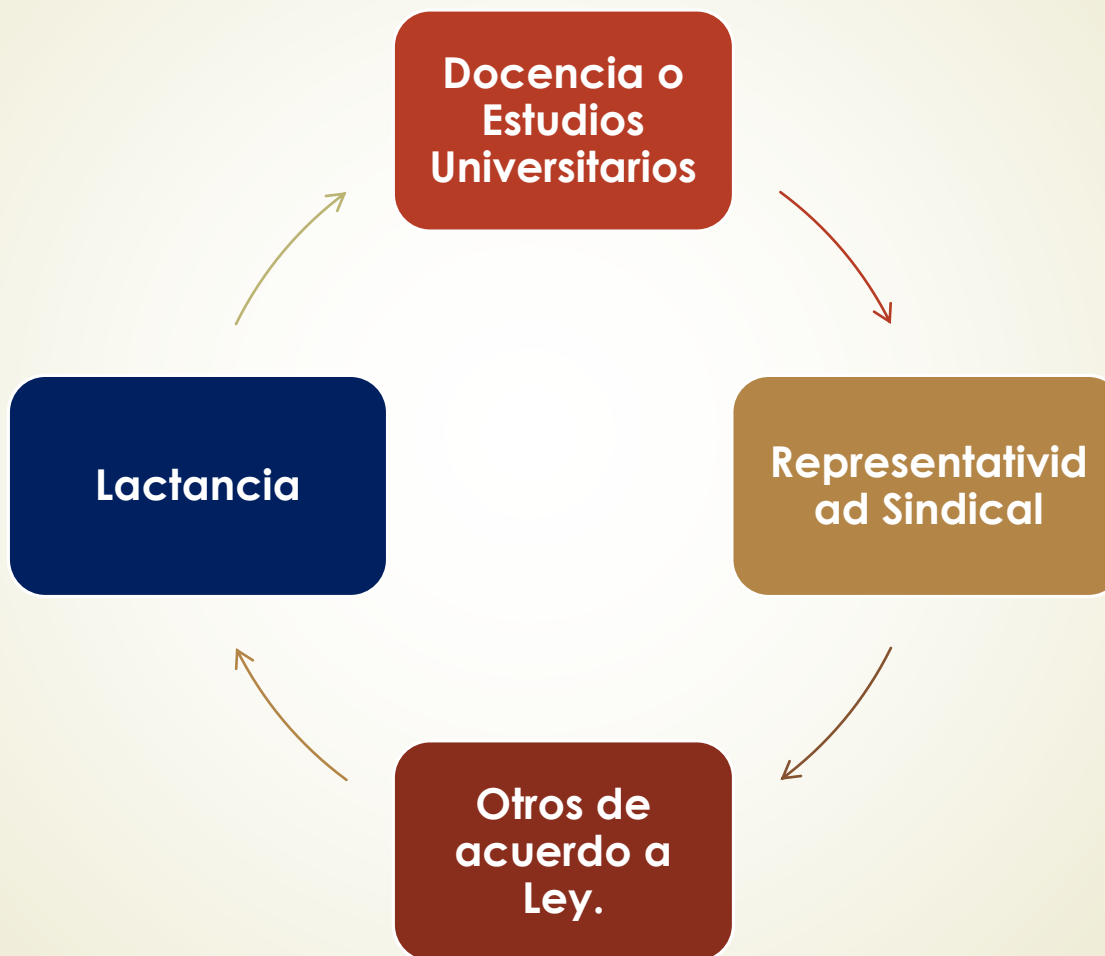 Docencia o
Estudios
Universitarios
Lactancia
Representativid
ad Sindical
Otros de
acuerdo a
Ley.